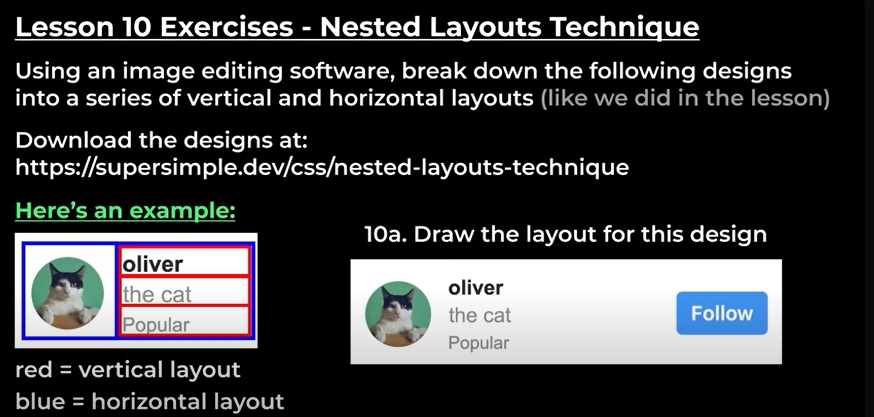 Lesson 10 Exercises - Nested Layouts Technique
Using an image editing software, break down the following designs
into a series of vertical and horizontal layouts (like we did in the lesson)
Download the designs at:
https://supersimple.dev/css/nested-layouts-technique
Here's an example:
oliver
the cat
Popular
red = vertical layout
blue = horizontal layout
10a. Draw the layout for this design
oliver
the cat
Popular
Follow